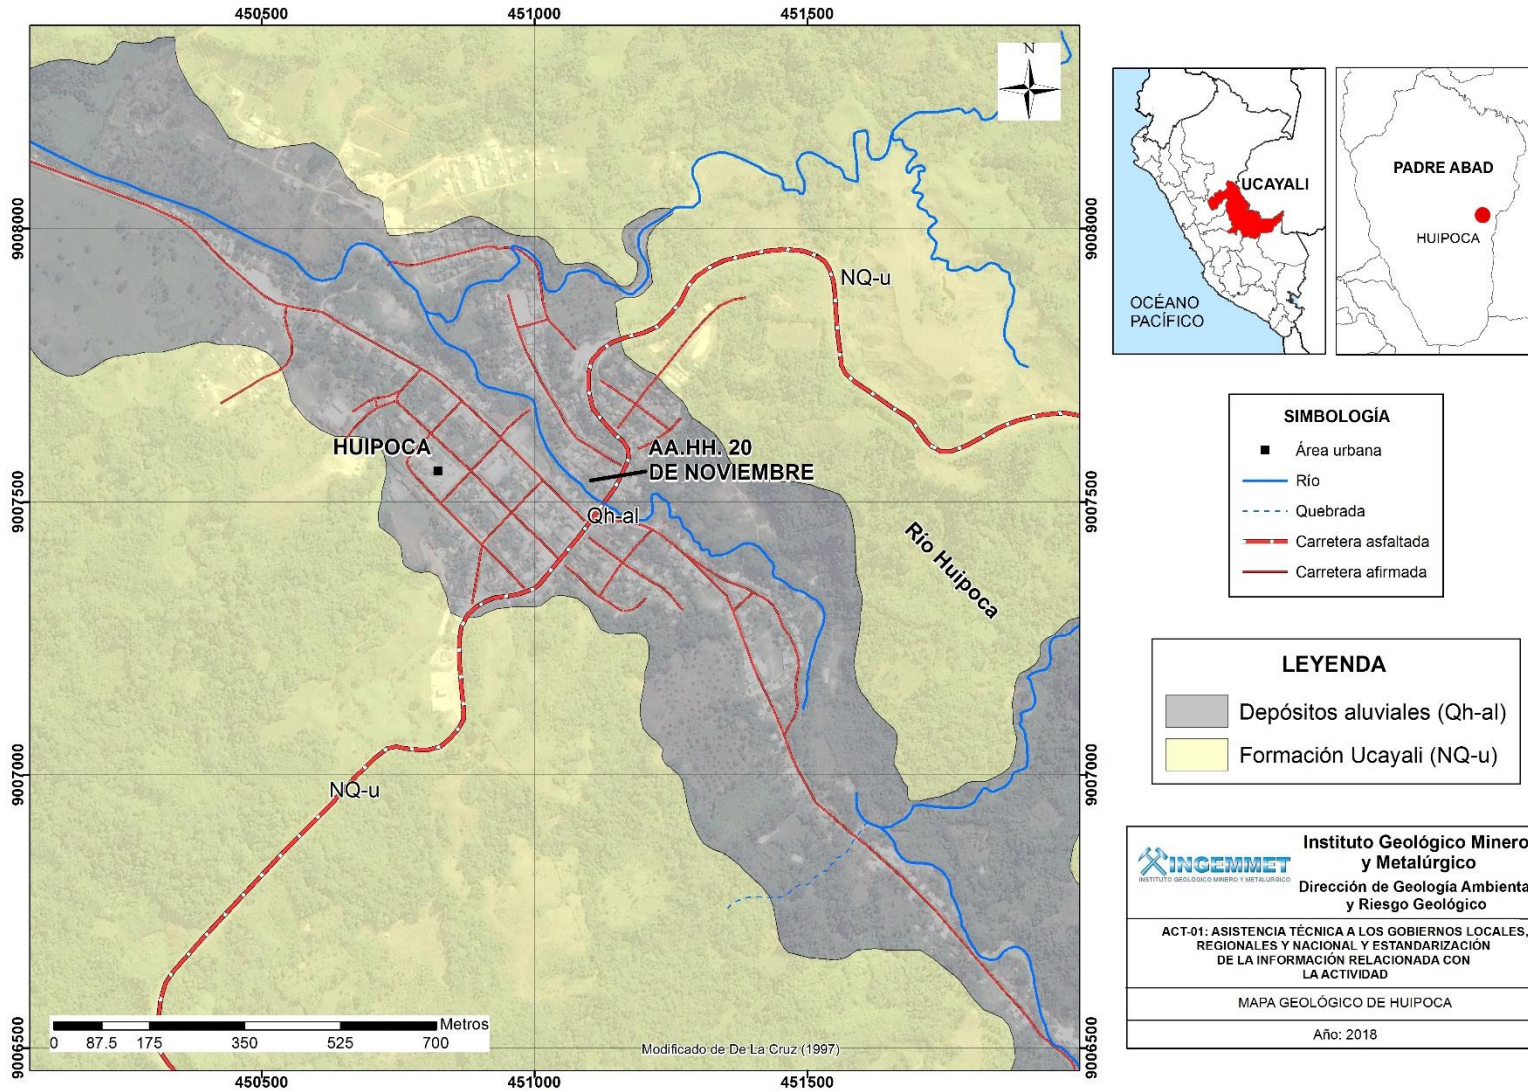 450500
451000
451500
9008000
9007500
9007000
9006500
9008000
9007500
9007000
9006500
N
NQ-u
HUIPOCA
AA.HH. 20
DE NOVIEMBRE
Qh-al
Río Huipoca
NQ-u
Metros
0 87.5 175 350 525 700
Modificado de De La Cruz (1997)
450500
451000
451500
UCAYALI
OCÉANO
PACÍFICO
PADRE ABAD
HUIPOCA
SIMBOLOGÍA
Área urbana
Río
Quebrada
Carretera asfaltada
Carretera afirmada
LEYENDA
Depósitos aluviales (Qh-al)
Formación Ucayali (NQ-u)
INGEMMET
INSTITUTO GEOLÓGICO MINERO Y METALÚRGICO
Instituto Geológico Minero
y Metalúrgico
Dirección de Geología Ambienta
y Riesgo Geológico
ACT-01: ASISTENCIA TÉCNICA A LOS GOBIERNOS LOCALES,
REGIONALES Y NACIONAL Y ESTANDARIZACIÓN
DE LA INFORMACIÓN RELACIONADA CON
LA ACTIVIDAD
MAPA GEOLÓGICO DE HUIPOCA
Año: 2018